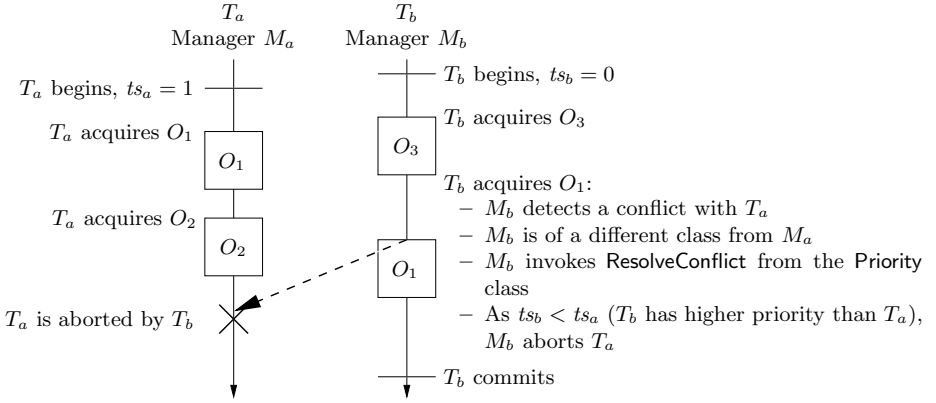 T_a
T_b
Manager M_a
Manager M_b
T_a begins, ts_a = 1
T_b begins, ts_b = 0
T_a acquires O_1
O_1
T_b acquires O_3
O_3
T_a acquires O_2
O_2
T_b acquires O_1:
– M_b detects a conflict with T_a
– M_b is of a different class from M_a
– M_b invokes ResolveConflict from the Priority
class
– As ts_b < ts_a (T_b has higher priority than T_a),
M_b aborts T_a
O_1
T_a is aborted by T_b
T_b commits